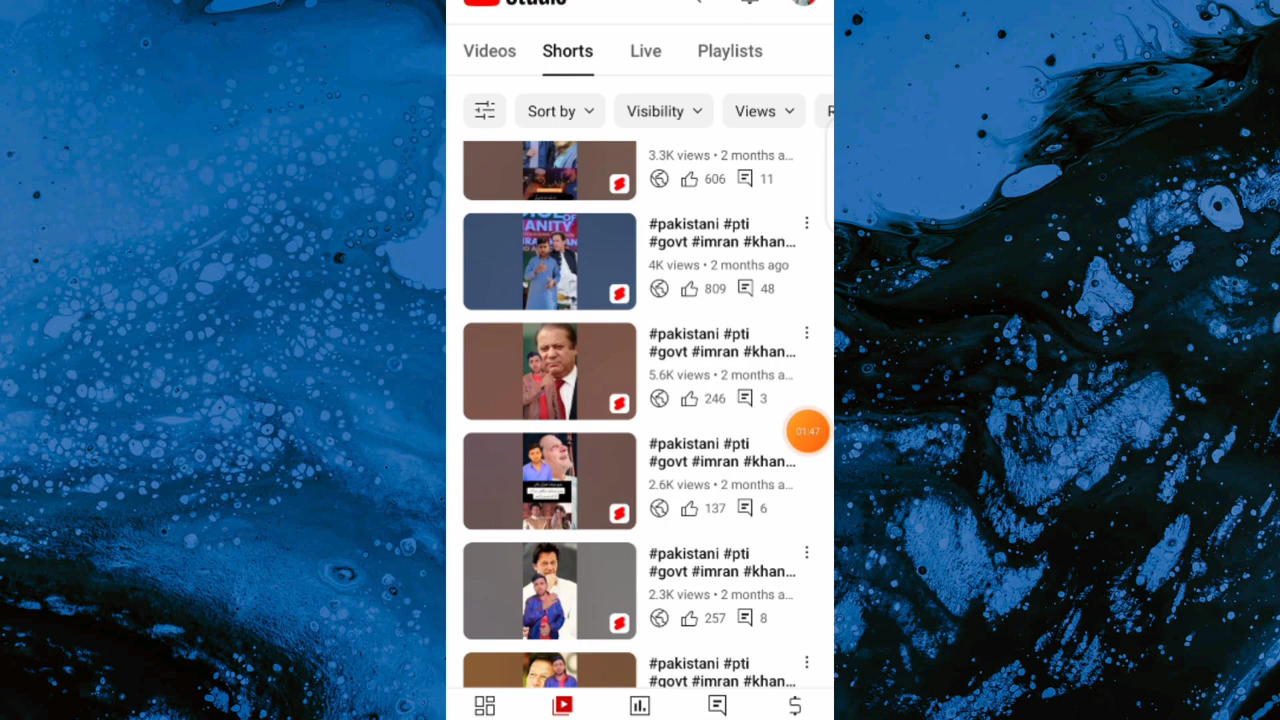 Studio
Videos Shorts Live Playlists
Sort by Visibility Views R
3.3K views • 2 months a...
606 11
#pakistani #pti
#govt #imran #khan...
4K views • 2 months ago
809 48
#pakistani #pti
#govt #imran #khan...
5.6K views • 2 months a...
246 3
#pakistani #pti
#govt #imran #khan...
2.6K views • 2 months a...
137 6
01:47
#pakistani #pti
#govt #imran #khan...
2.3K views • 2 months a...
257 8
#pakistani #pti
#govt #imran #khan...